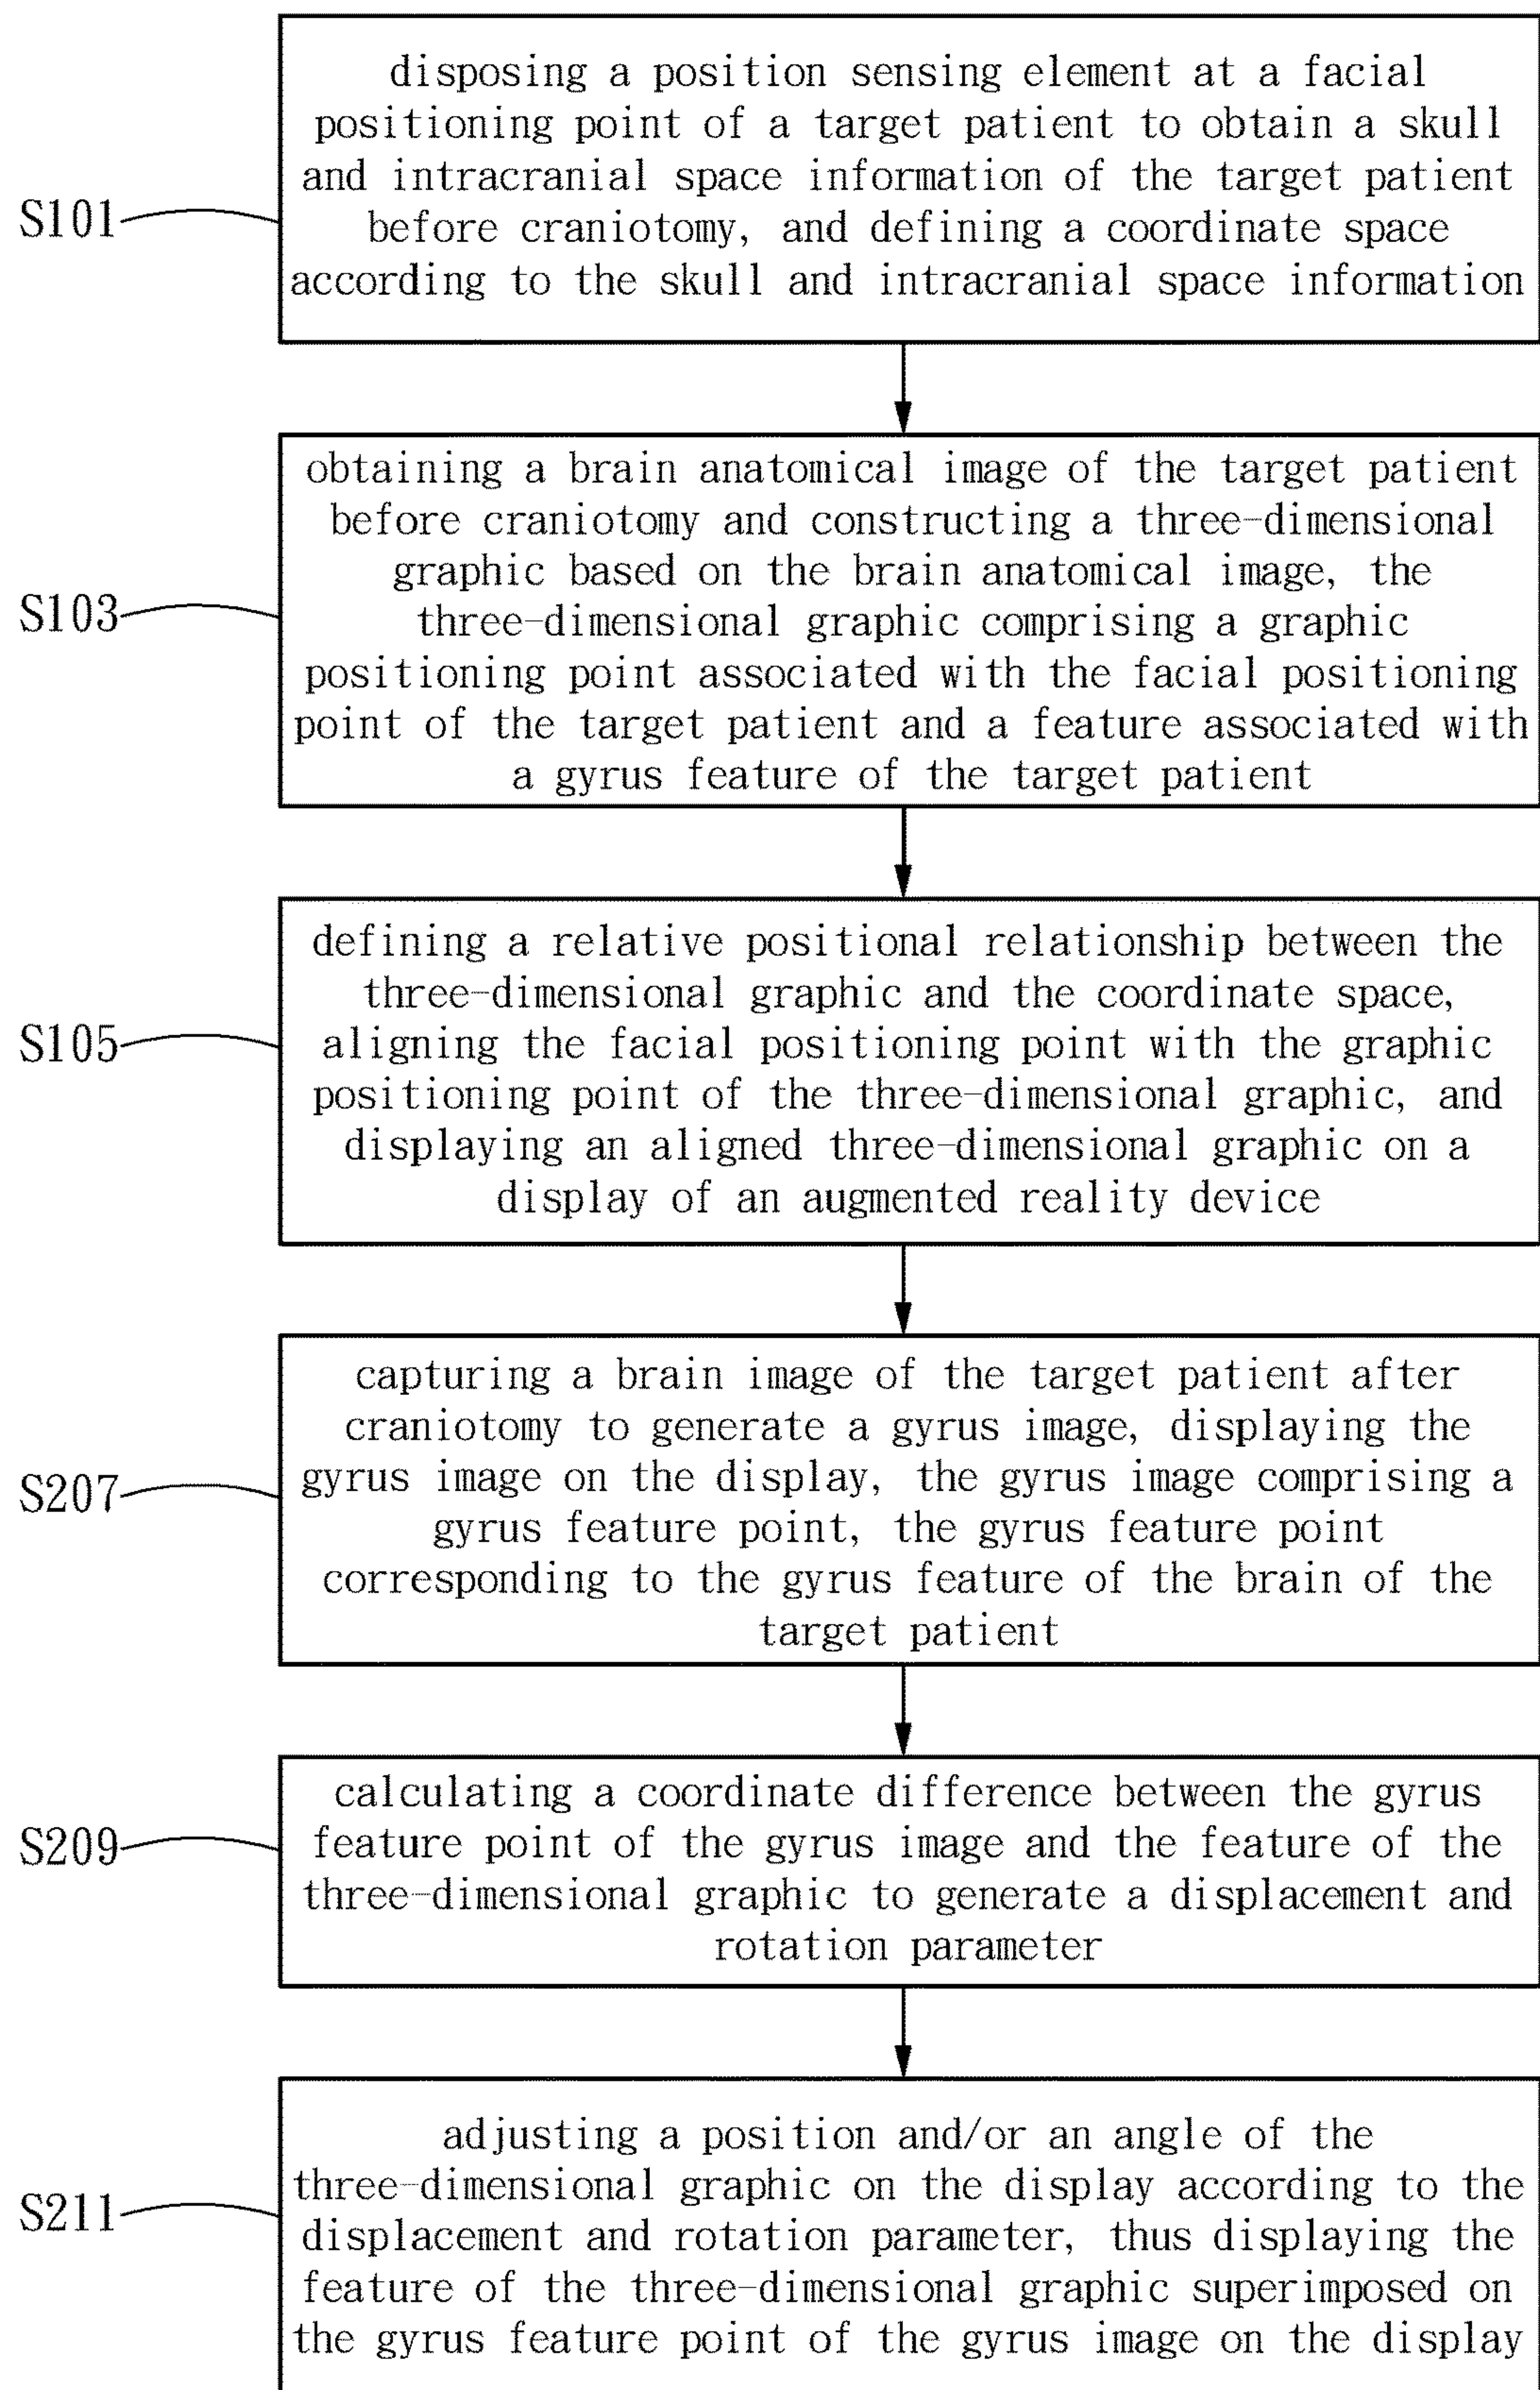 disposing a position sensing element at a facial
positioning point of a target patient to obtain a skull
and intracranial space information of the target patient
before craniotomy, and defining a coordinate space
according to the skull and intracranial space information
S101
obtaining a brain anatomical image of the target patient
before craniotomy and constructing a three-dimensional
graphic based on the brain anatomical image, the
three-dimensional graphic comprising a graphic
positioning point associated with the facial positioning
point of the target patient and a feature associated with
a gyrus feature of the target patient
S103
defining a relative positional relationship between the
three-dimensional graphic and the coordinate space,
aligning the facial positioning point with the graphic
positioning point of the three-dimensional graphic, and
displaying an aligned three-dimensional graphic on a
display of an augmented reality device
S105
capturing a brain image of the target patient after
craniotomy to generate a gyrus image, displaying the
gyrus image on the display, the gyrus image comprising a
gyrus feature point, the gyrus feature point
corresponding to the gyrus feature of the brain of the
target patient
S207
calculating a coordinate difference between the gyrus
feature point of the gyrus image and the feature of the
three-dimensional graphic to generate a displacement and
rotation parameter
S209
adjusting a position and/or an angle of the
three-dimensional graphic on the display according to the
displacement and rotation parameter, thus displaying the
feature of the three-dimensional graphic superimposed on
the gyrus feature point of the gyrus image on the display
S211